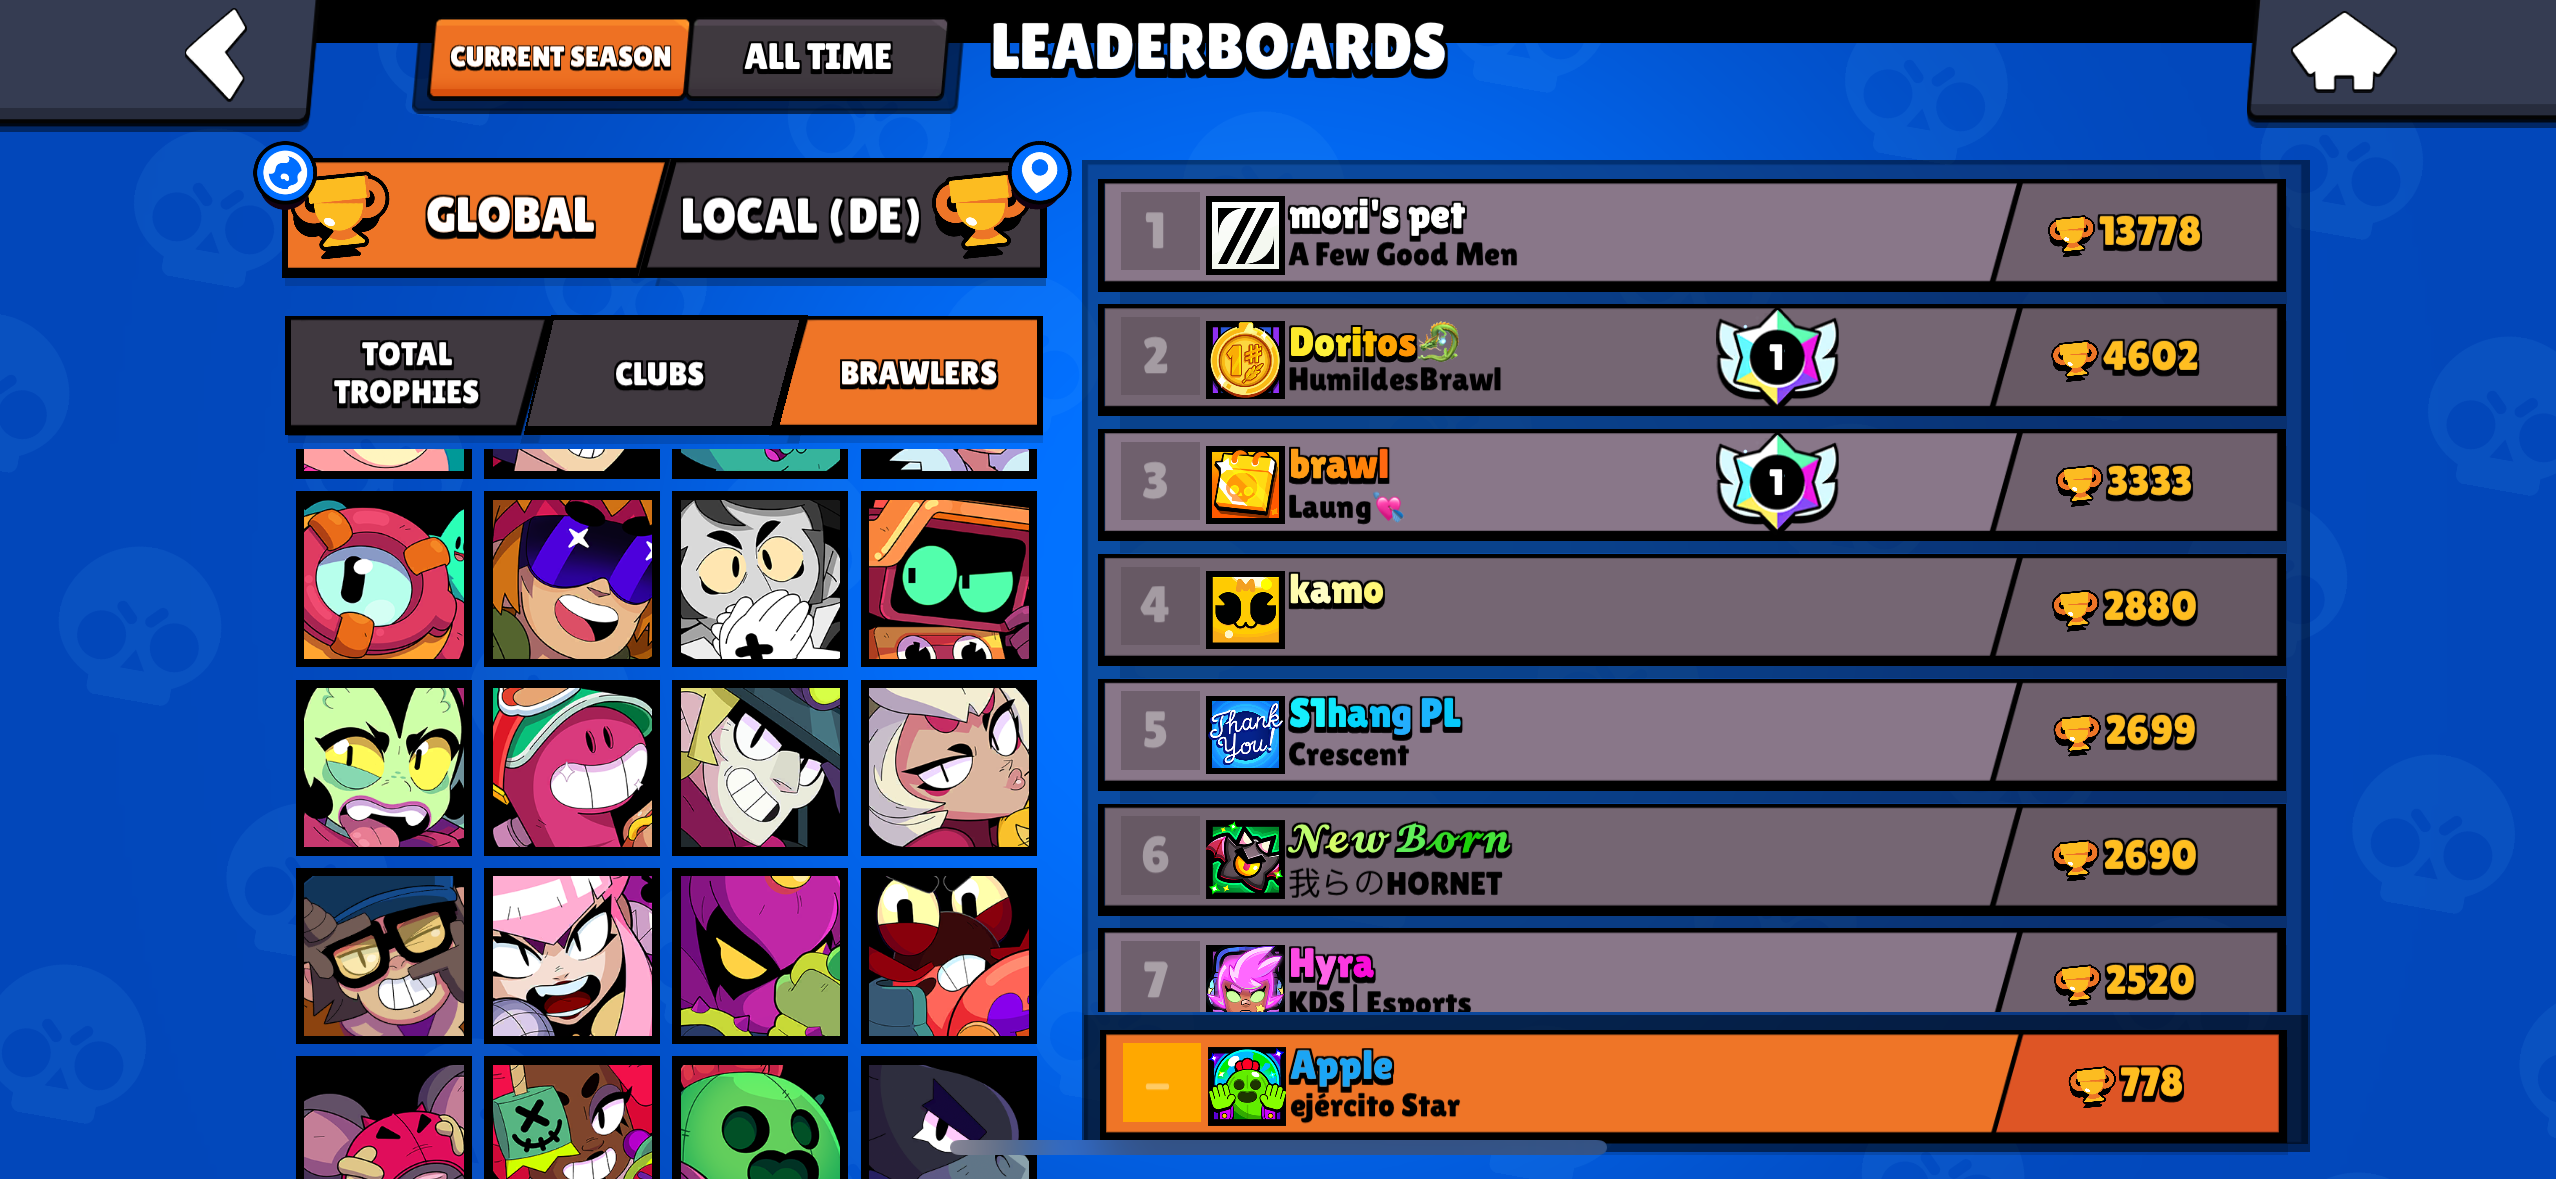 CURRENT SEASON
ALL TIME
LEADERBOARDS
GLOBAL
LOCAL (DE)
TOTAL
TROPHIES
CLUBS
BRAWLERS
1
mori's pet
A Few Good Men
13778
2
1#
Doritos🐉
HumildesBrawl
1
4602
3
brawl
Laung💘
1
3333
4
kamo
2880
5
Thank
You!
S1hang PL
Crescent
2699
6
𝓝𝓮𝔀 𝓑𝓸𝓻𝓷
我らのHORNET
2690
7
Hyra
KDS | Esports
2520
–
Apple
ejército Star
778